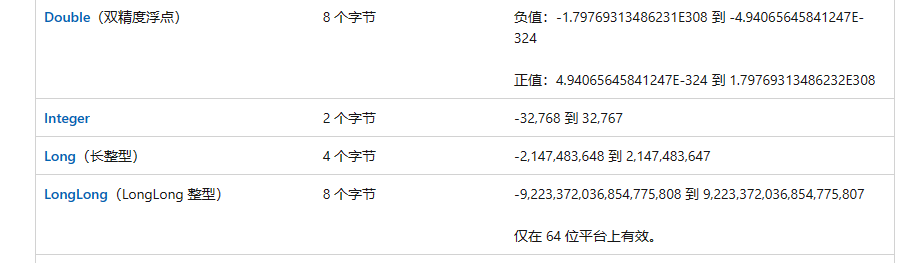 Double（双精度浮点） 8 个字节 负值：-1.79769313486231E308 到 -4.94065645841247E-
324
正值：4.94065645841247E-324 到 1.79769313486232E308
Integer 2 个字节 -32,768 到 32,767
Long（长整型） 4 个字节 -2,147,483,648 到 2,147,483,647
LongLong（LongLong 整型） 8 个字节 -9,223,372,036,854,775,808 到 9,223,372,036,854,775,807
仅在 64 位平台上有效。